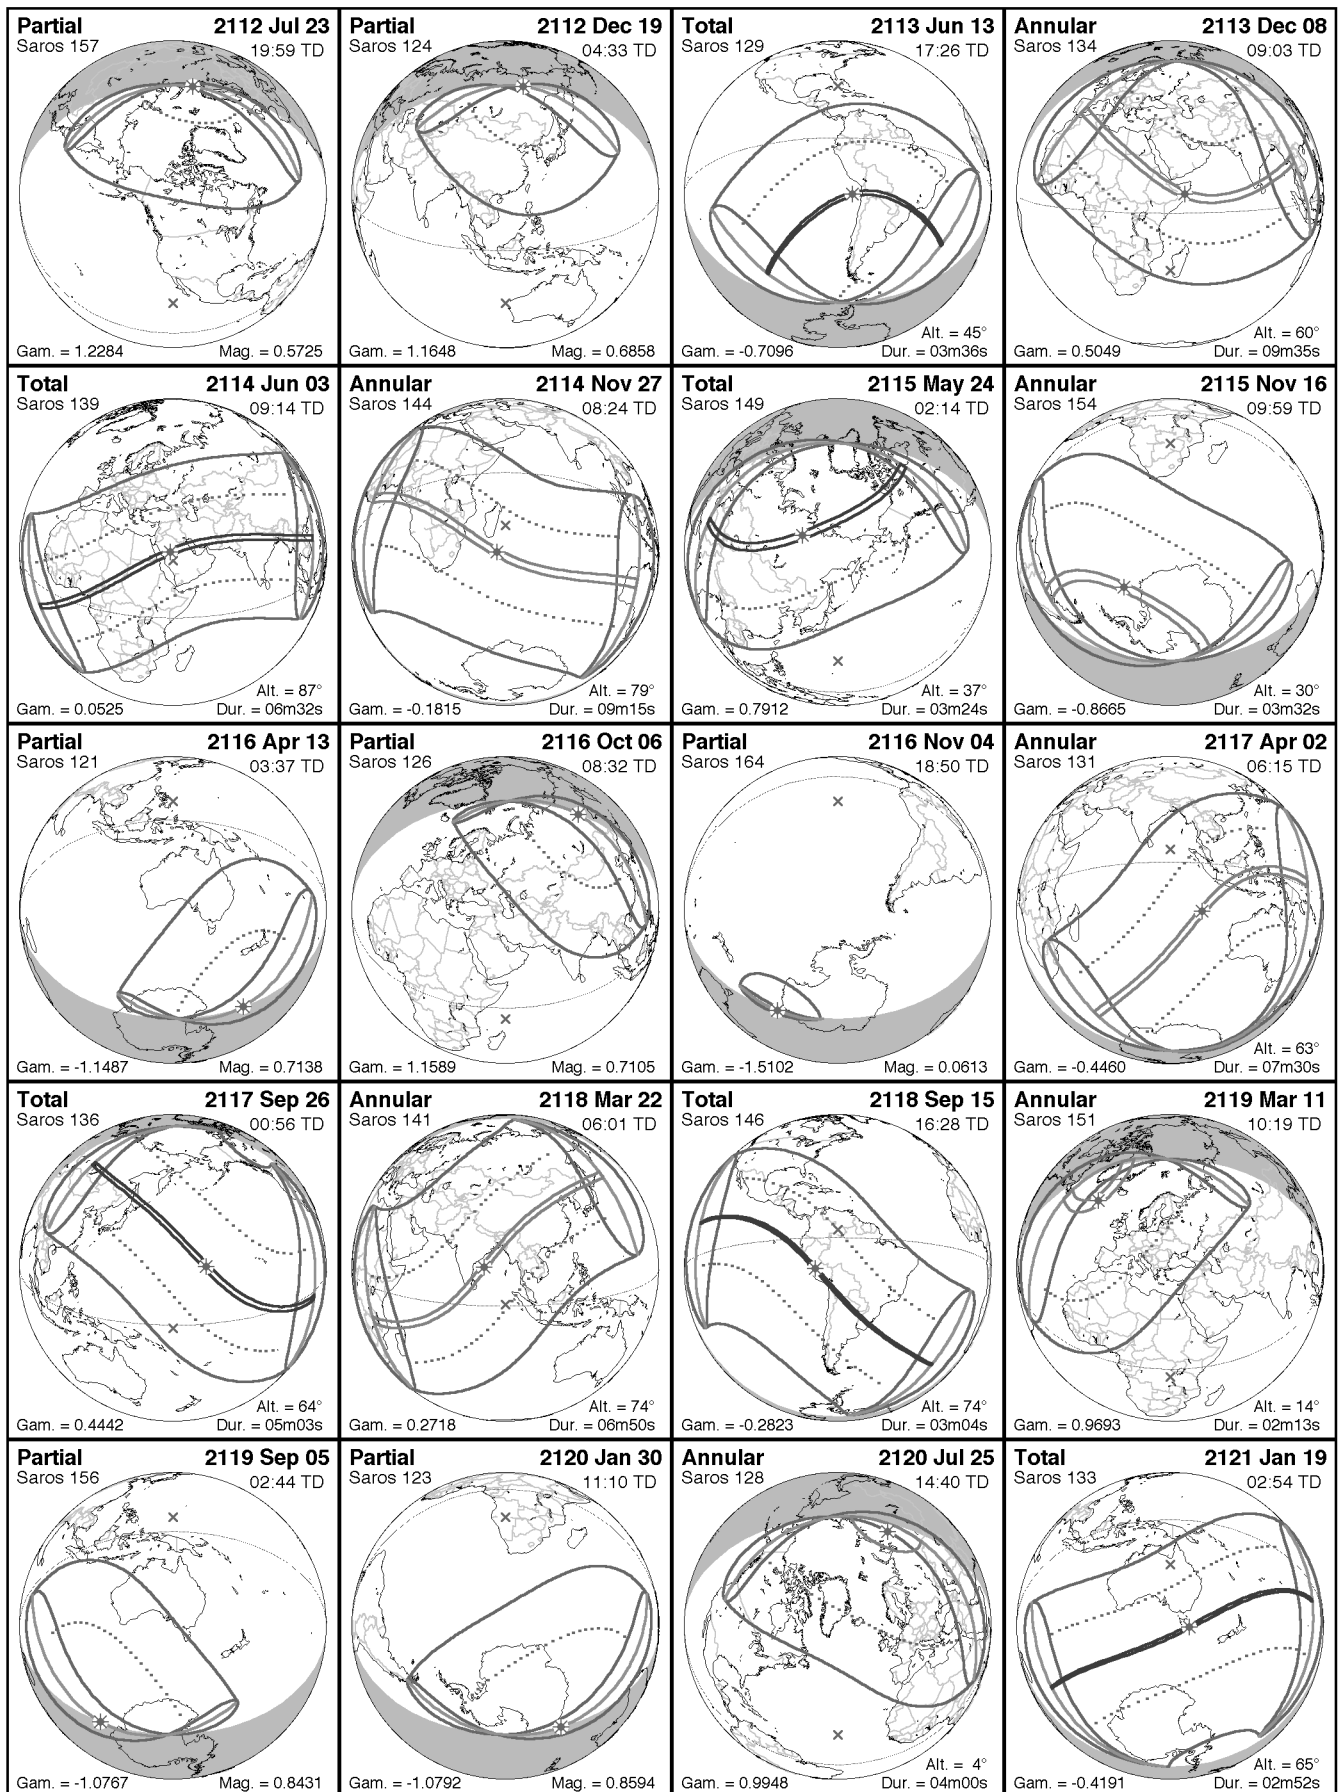 Partial 2112 Jul 23
Saros 157 19:59 TD
Gam. = 1.2284 Mag. = 0.5725
Partial 2112 Dec 19
Saros 124 04:33 TD
Gam. = 1.1648 Mag. = 0.6858
Total 2113 Jun 13
Saros 129 17:26 TD
Alt. = 45°
Gam. = -0.7096 Dur. = 03m36s
Annular 2113 Dec 08
Saros 134 09:03 TD
Alt. = 60°
Gam. = 0.5049 Dur. = 09m35s
Total 2114 Jun 03
Saros 139 09:14 TD
Alt. = 87°
Gam. = 0.0525 Dur. = 06m32s
Annular 2114 Nov 27
Saros 144 08:24 TD
Alt. = 79°
Gam. = -0.1815 Dur. = 09m15s
Total 2115 May 24
Saros 149 02:14 TD
Alt. = 37°
Gam. = 0.7912 Dur. = 03m24s
Annular 2115 Nov 16
Saros 154 09:59 TD
Alt. = 30°
Gam. = -0.8665 Dur. = 03m32s
Partial 2116 Apr 13
Saros 121 03:37 TD
Gam. = -1.1487 Mag. = 0.7138
Partial 2116 Oct 06
Saros 126 08:32 TD
Gam. = 1.1589 Mag. = 0.7105
Partial 2116 Nov 04
Saros 164 18:50 TD
Gam. = -1.5102 Mag. = 0.0613
Annular 2117 Apr 02
Saros 131 06:15 TD
Alt. = 63°
Gam. = -0.4460 Dur. = 07m30s
Total 2117 Sep 26
Saros 136 00:56 TD
Alt. = 64°
Gam. = 0.4442 Dur. = 05m03s
Annular 2118 Mar 22
Saros 141 06:01 TD
Alt. = 74°
Gam. = 0.2718 Dur. = 06m50s
Total 2118 Sep 15
Saros 146 16:28 TD
Alt. = 74°
Gam. = -0.2823 Dur. = 03m04s
Annular 2119 Mar 11
Saros 151 10:19 TD
Alt. = 14°
Gam. = 0.9693 Dur. = 02m13s
Partial 2119 Sep 05
Saros 156 02:44 TD
Gam. = -1.0767 Mag. = 0.8431
Partial 2120 Jan 30
Saros 123 11:10 TD
Gam. = -1.0792 Mag. = 0.8594
Annular 2120 Jul 25
Saros 128 14:40 TD
Alt. = 4°
Gam. = 0.9948 Dur. = 04m00s
Total 2121 Jan 19
Saros 133 02:54 TD
Alt. = 65°
Gam. = -0.4191 Dur. = 02m52s